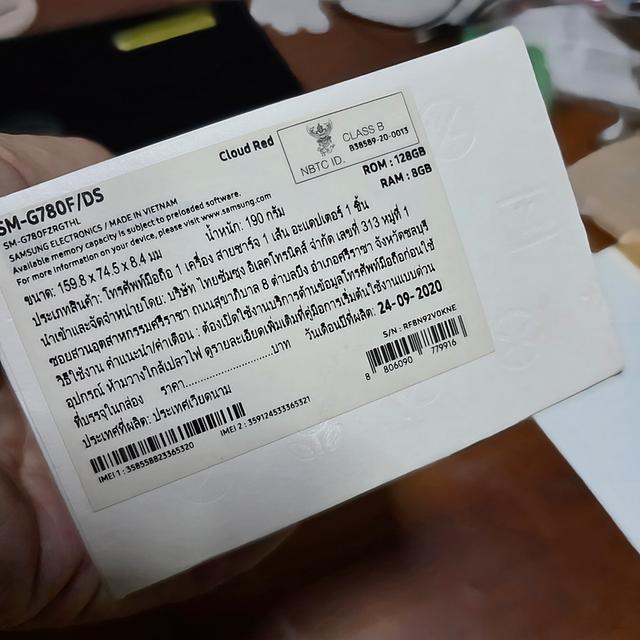 Cloud Red
NBTC ID.
CLASS B
B38589-20-0013
ROM : 128GB
RAM : 8GB
SM-G780F/DS
SM-G780FZRGTHL
SAMSUNG ELECTRONICS / MADE IN VIETNAM
Available memory capacity is subject to preloaded software.
For more information on your device, please visit www.samsung.com
ขนาด: 159.8 x 74.5 x 8.4 มม น้ำหนัก: 190 กรัม
ประเภทสินค้า: โทรศัพท์มือถือ 1 เครื่อง สายชาร์จ 1 เส้น อะแดปเตอร์ 1 ชิ้น
นำเข้าและจัดจำหน่ายโดย: บริษัท ไทยซัมซุง อิเลคโทรนิคส์ จำกัด เลขที่ 313 หมู่ที่ 1
ซอยสวนอุตสาหกรรมศรีราชา ถนนสุขาภิบาล 8 ตำบลบึง อำเภอศรีราชา จังหวัดชลบุรี
วิธีใช้งาน คำแนะนำ/คำเตือน : ต้องเปิดใช้งานบริการด้านข้อมูลโทรศัพท์มือถือก่อนใช้
อุปกรณ์ ห้ามวางใกล้เปลวไฟ ดูรายละเอียดเพิ่มเติมที่คู่มือการเริ่มต้นใช้งานแบบด่วน
ที่บรรจุในกล่อง ราคา........................บาท วันเดือนปีที่ผลิต: 24-09-2020
ประเทศที่ผลิต: ประเทศเวียดนาม
S/N : RFBN92V0KNE
8 806090 779916
IMEI 1 : 358558823365320
IMEI 2 : 359124533365321